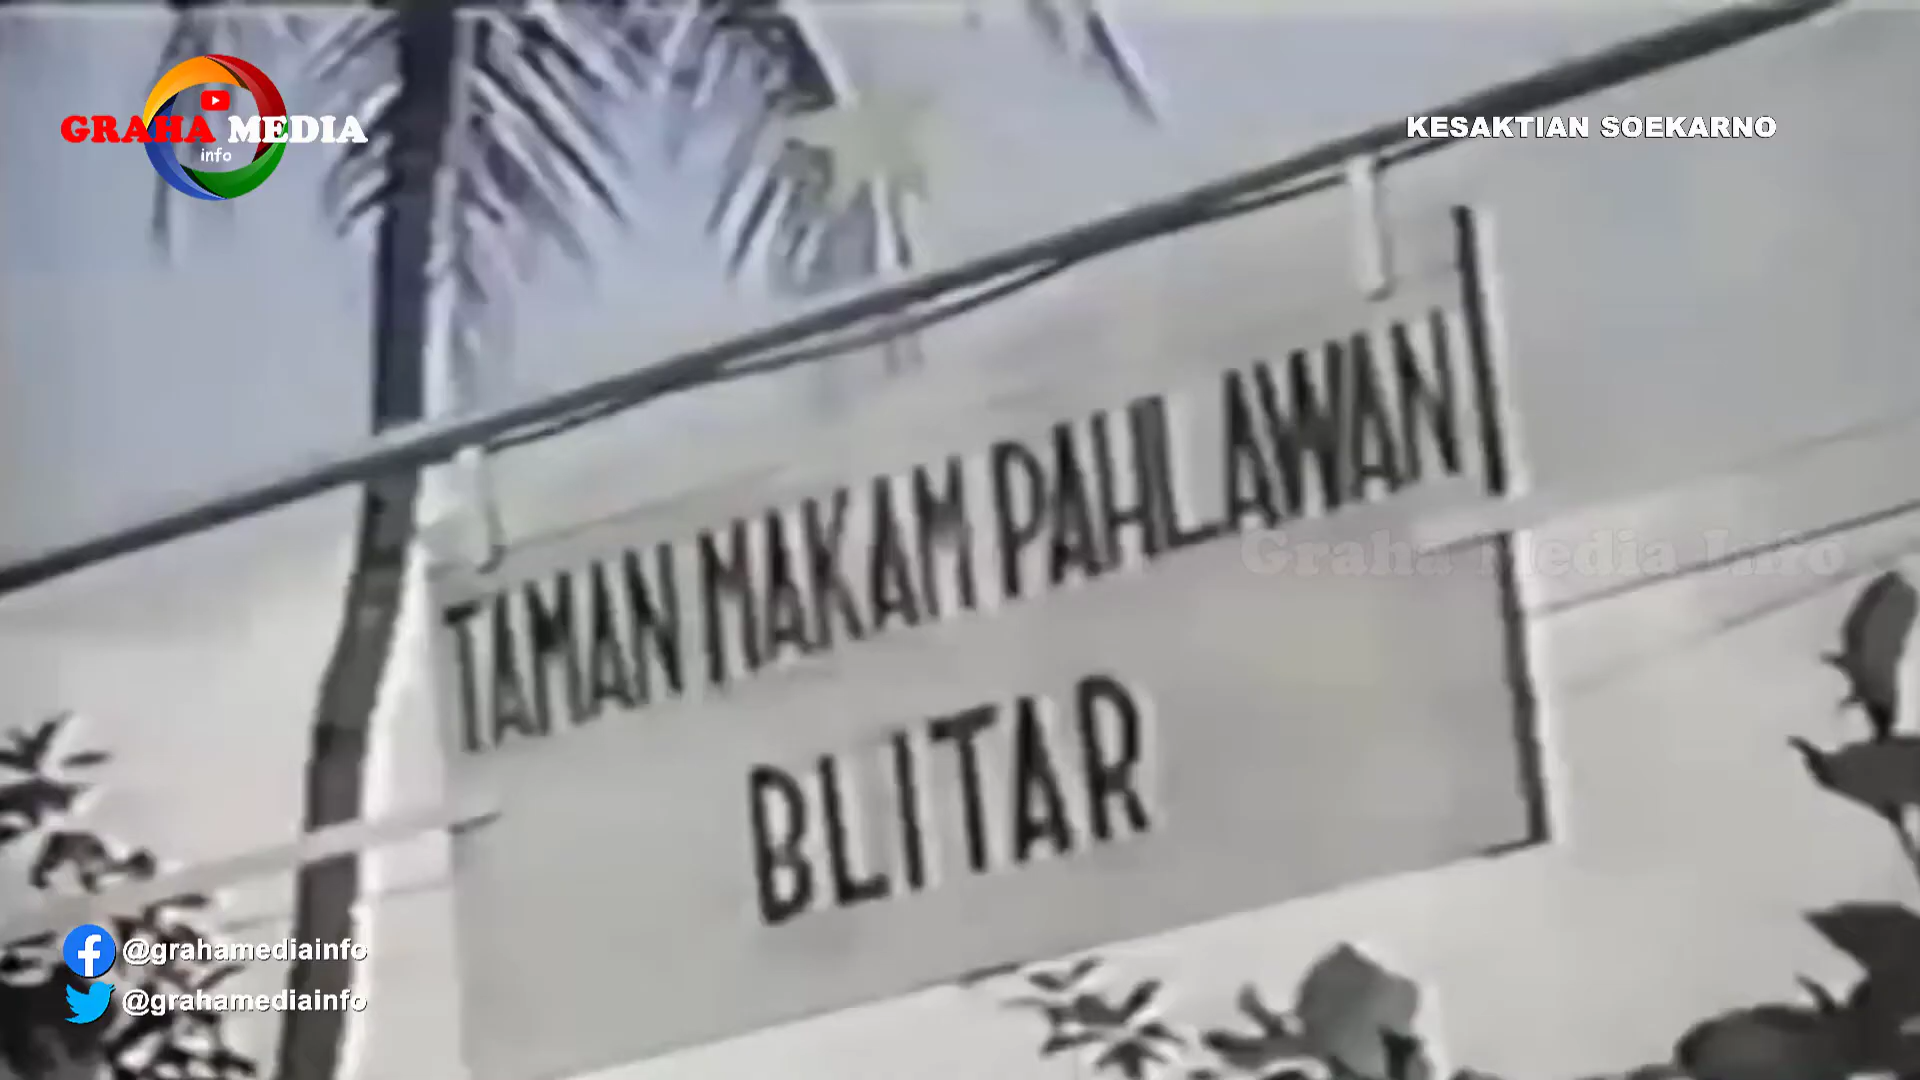 GRAHA MEDIA
info
KESAKTIAN SOEKARNO
TAMAN MAKAM PAHLAWAN
BLITAR
Graha Media Info
@grahamediainfo
@grahamediainfo